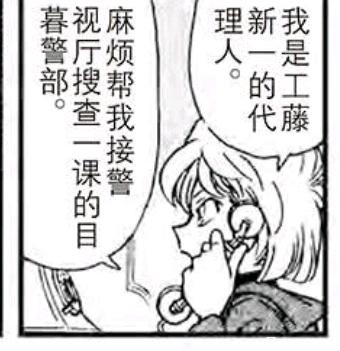 我是工藤
新一的代
理人。
麻烦帮我接警
视厅搜查一课的目
暮警部。